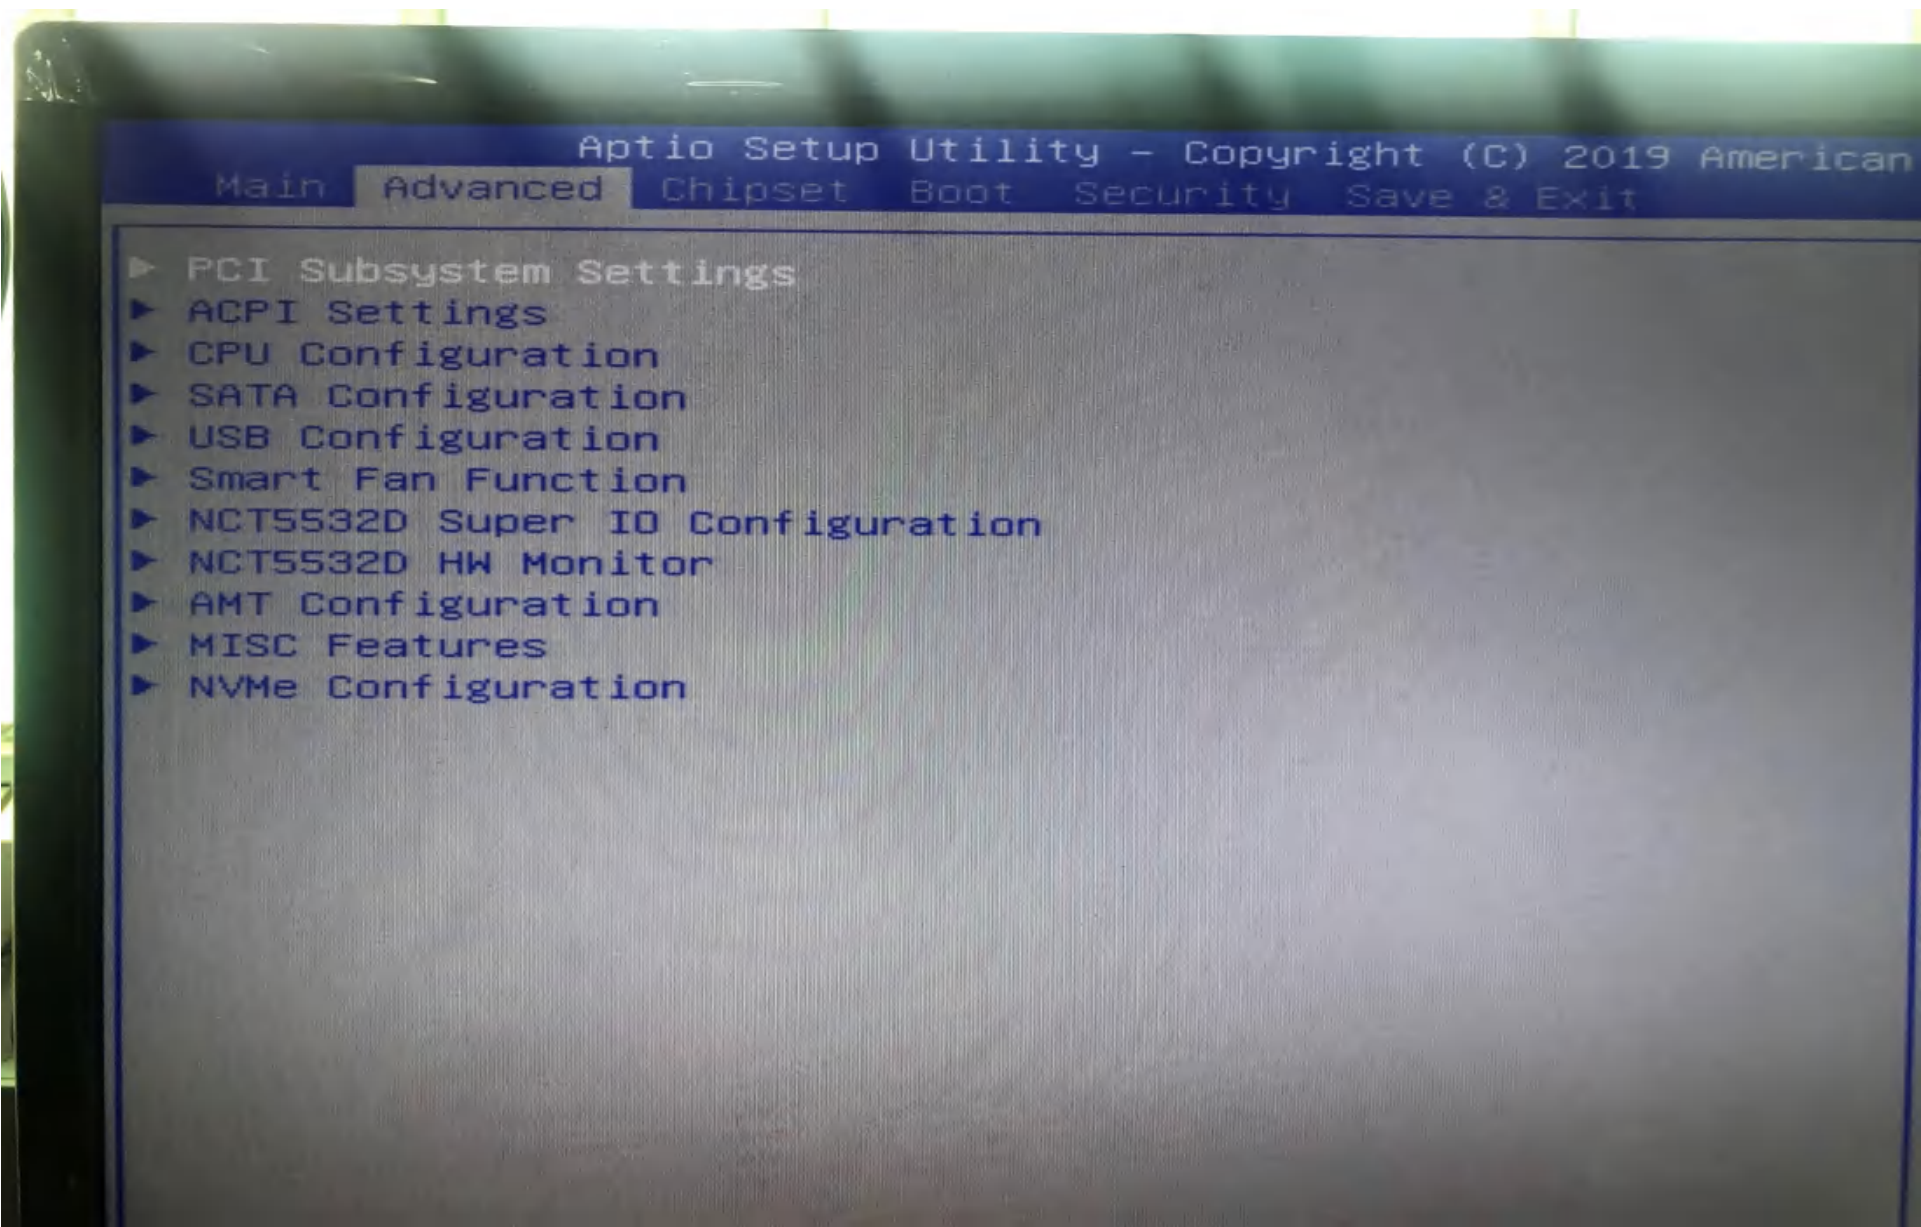 Aptio Setup Utility – Copyright (C) 2019 American
Main Advanced Chipset Boot Security Save & Exit
► PCI Subsystem Settings
► ACPI Settings
► CPU Configuration
► SATA Configuration
► USB Configuration
► Smart Fan Function
► NCT5532D Super IO Configuration
► NCT5532D HW Monitor
► AMT Configuration
► MISC Features
► NVMe Configuration